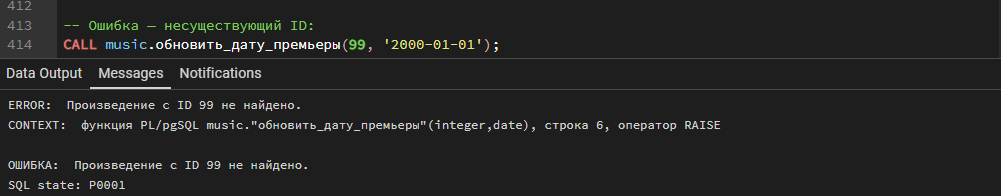 412
413 -- Ошибка — несуществующий ID:
414 CALL music.обновить_дату_премьеры(99, '2000-01-01');
Data Output Messages Notifications
ERROR: Произведение с ID 99 не найдено.
CONTEXT: функция PL/pgSQL music."обновить_дату_премьеры"(integer,date), строка 6, оператор RAISE
ОШИБКА: Произведение с ID 99 не найдено.
SQL state: P0001